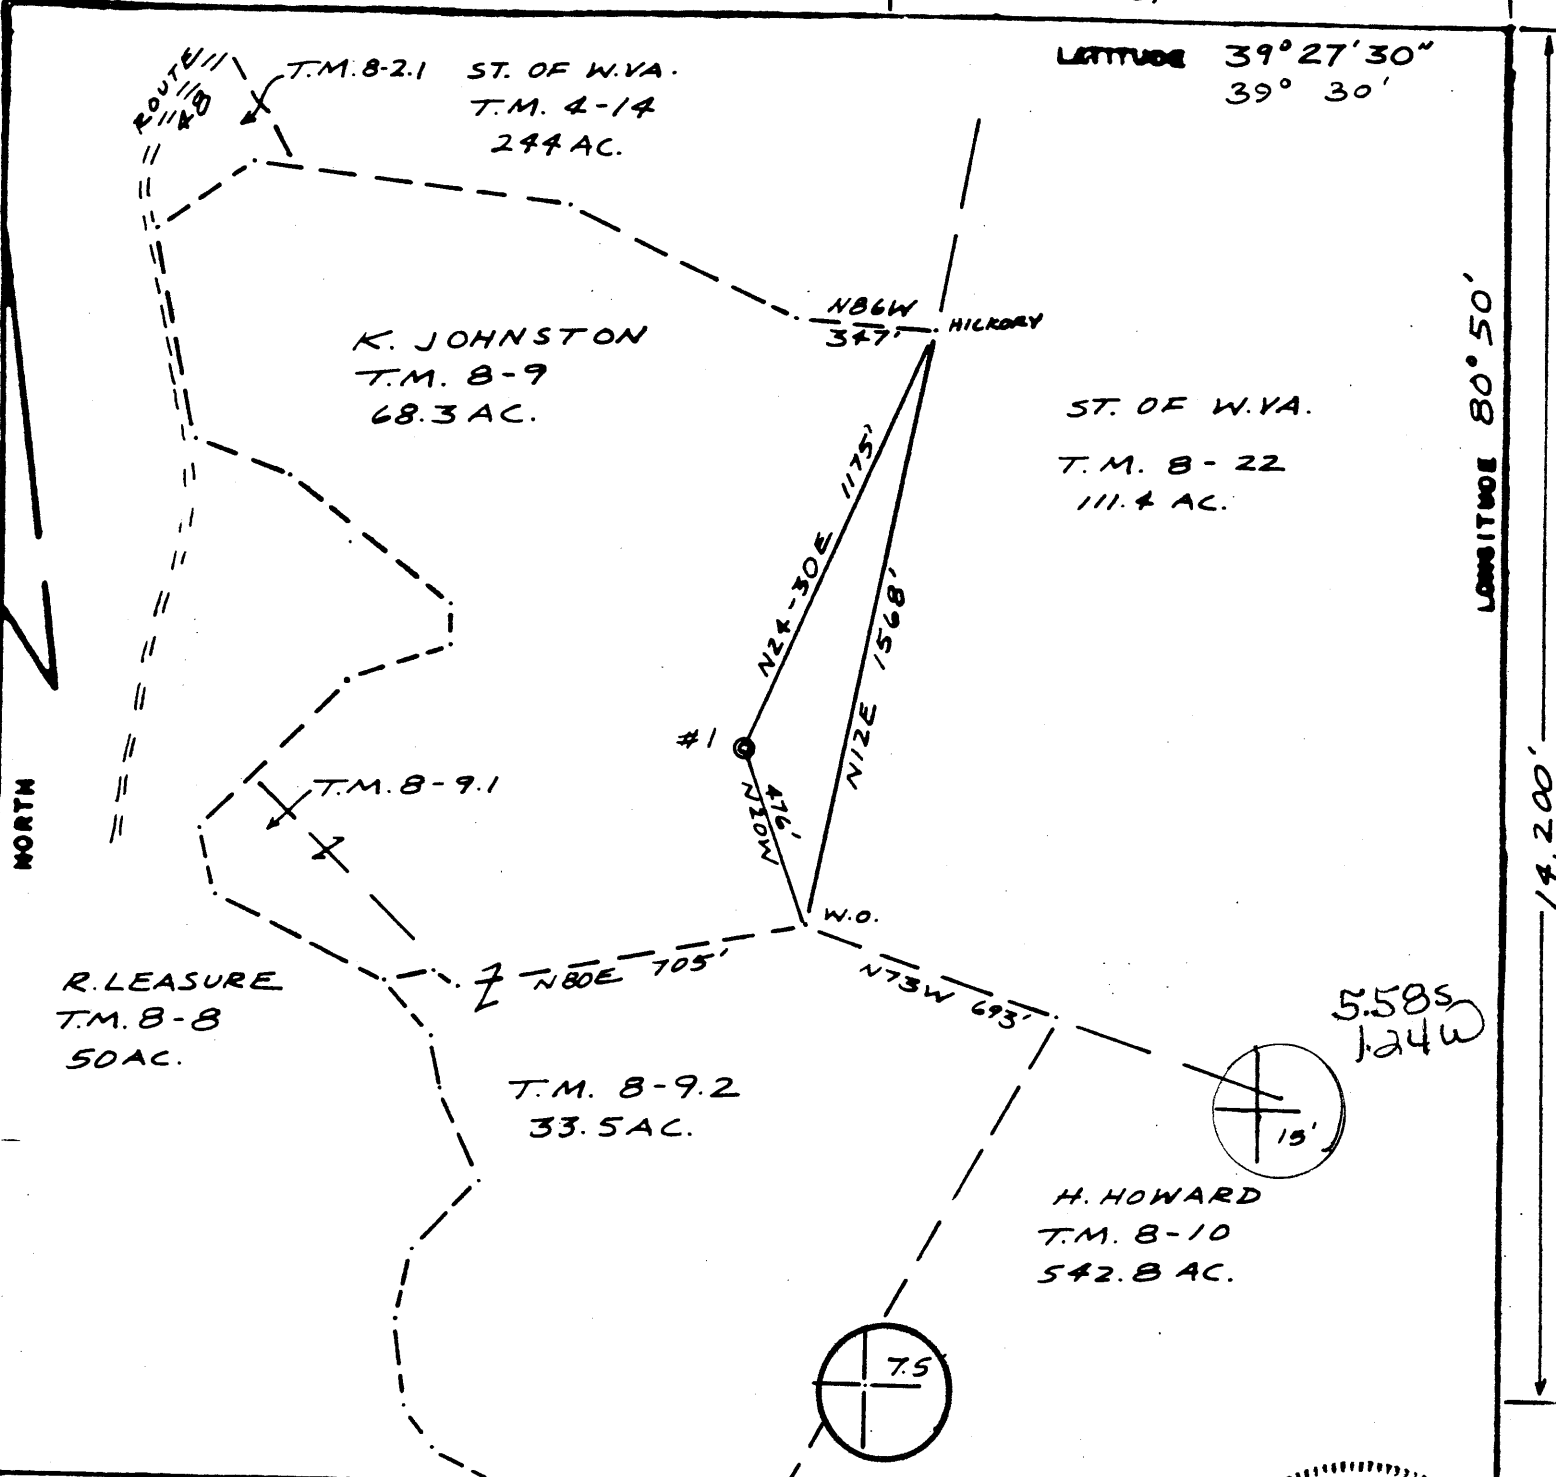 LATITUDE 39° 27' 30"
39° 30'
ROUTE
48
T.M. 8-2.1
ST. OF W.VA.
T.M. 4-14
244 AC.
N86W
347'
HICKORY
K. JOHNSTON
T.M. 8-9
68.3 AC.
ST. OF W.VA.
T.M. 8-22
111.4 AC.
LONGITUDE 80° 50'
N24-30E 1175'
N12E 1568'
#1
476'
NORTH
T.M. 8-9.1
14,200'
W.O.
N80E 705'
N73W 693'
R. LEASURE
T.M. 8-8
50 AC.
5.58s
1.24w
T.M. 8-9.2
33.5 AC.
15'
H. HOWARD
T.M. 8-10
542.8 AC.
7.5'